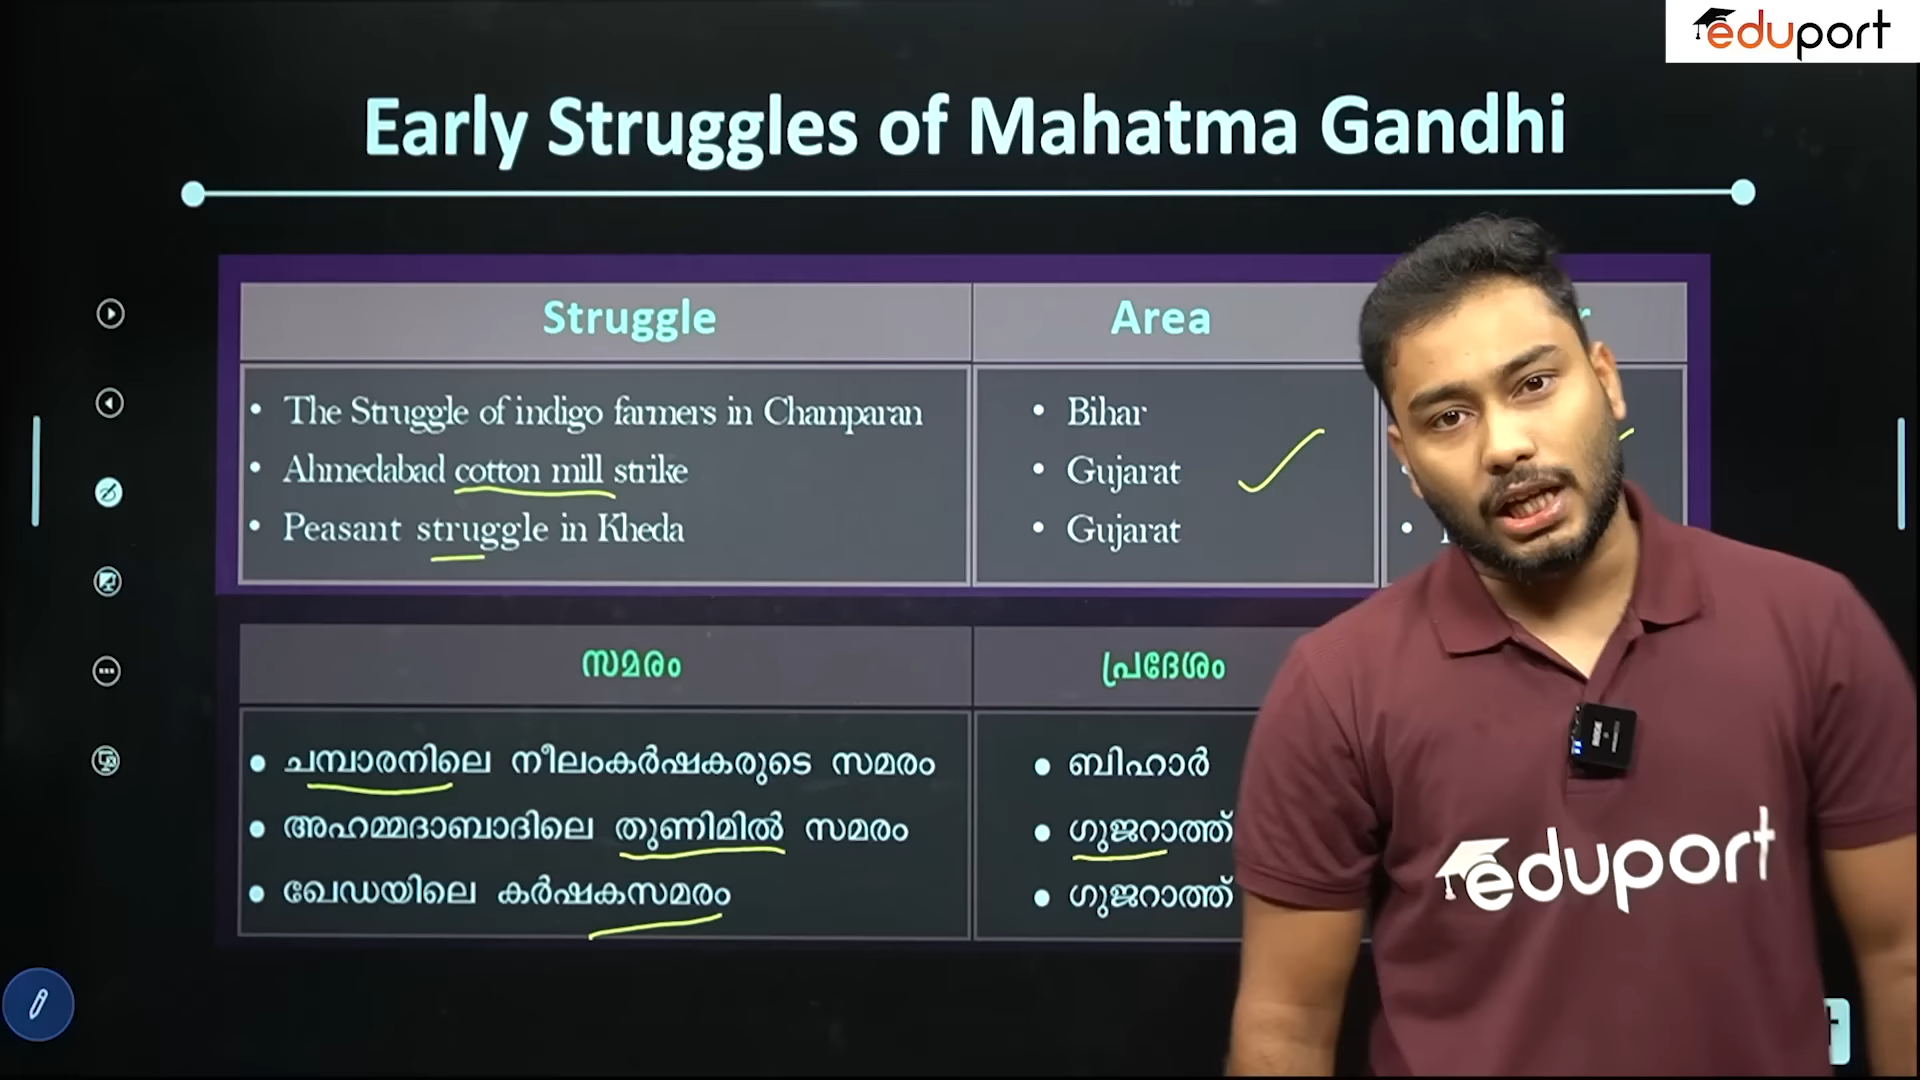 eduport
Early Struggles of Mahatma Gandhi
Struggle Area
• The Struggle of indigo farmers in Champaran
• Ahmedabad cotton mill strike
• Peasant struggle in Kheda
• Bihar
• Gujarat
• Gujarat
സമരം പ്രദേശം
• ചമ്പാരനിലെ നീലംകർഷകരുടെ സമരം
• അഹമ്മദാബാദിലെ തുണിമിൽ സമരം
• ഖേഡയിലെ കർഷകസമരം
• ബിഹാർ
• ഗുജറാത്ത്
• ഗുജറാത്ത്
eduport